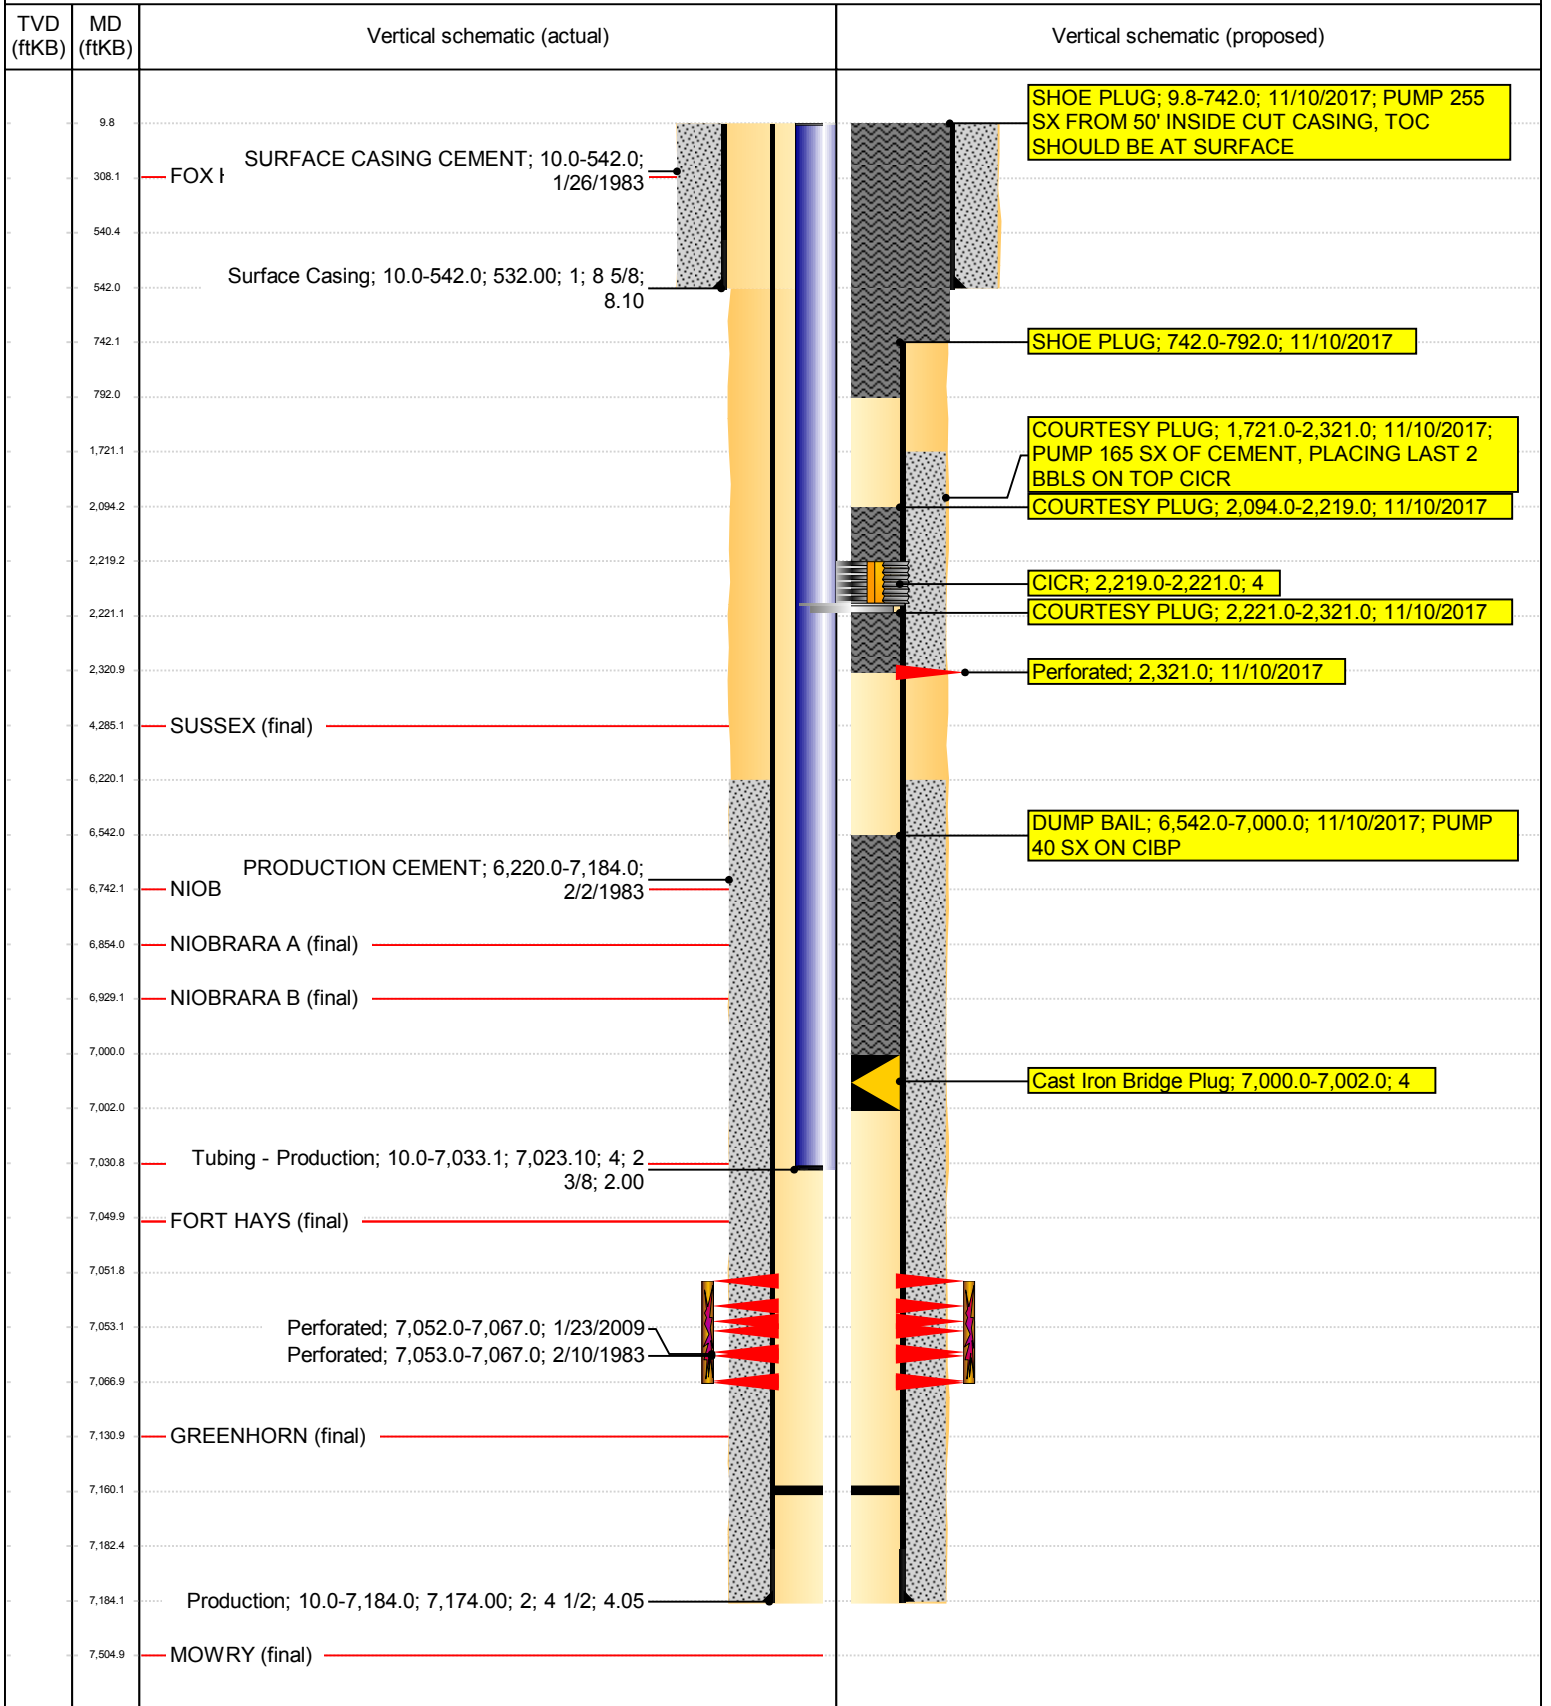 TVD
(ftKB)
MD
(ftKB)
Vertical schematic (actual)
Vertical schematic (proposed)
9.8
308.1
540.4
542.0
742.1
792.0
1,721.1
2,094.2
2,219.2
2,221.1
2,320.9
4,285.1
6,220.1
6,542.0
6,742.1
6,854.0
6,929.1
7,000.0
7,002.0
7,030.8
7,049.9
7,051.8
7,053.1
7,066.9
7,130.9
7,160.1
7,182.4
7,184.1
7,504.9
SURFACE CASING CEMENT; 10.0-542.0;
1/26/1983
FOX
Surface Casing; 10.0-542.0; 532.00; 1; 8 5/8;
8.10
SUSSEX (final)
PRODUCTION CEMENT; 6,220.0-7,184.0;
2/2/1983
NIOB
NIOBRARA A (final)
NIOBRARA B (final)
Tubing - Production; 10.0-7,033.1; 7,023.10; 4; 2
3/8; 2.00
FORT HAYS (final)
Perforated; 7,052.0-7,067.0; 1/23/2009
Perforated; 7,053.0-7,067.0; 2/10/1983
GREENHORN (final)
Production; 10.0-7,184.0; 7,174.00; 2; 4 1/2; 4.05
MOWRY (final)
SHOE PLUG; 9.8-742.0; 11/10/2017; PUMP 255
SX FROM 50' INSIDE CUT CASING, TOC
SHOULD BE AT SURFACE
SHOE PLUG; 742.0-792.0; 11/10/2017
COURTESY PLUG; 1,721.0-2,321.0; 11/10/2017;
PUMP 165 SX OF CEMENT, PLACING LAST 2
BBLS ON TOP CICR
COURTESY PLUG; 2,094.0-2,219.0; 11/10/2017
CICR; 2,219.0-2,221.0; 4
COURTESY PLUG; 2,221.0-2,321.0; 11/10/2017
Perforated; 2,321.0; 11/10/2017
DUMP BAIL; 6,542.0-7,000.0; 11/10/2017; PUMP
40 SX ON CIBP
Cast Iron Bridge Plug; 7,000.0-7,002.0; 4